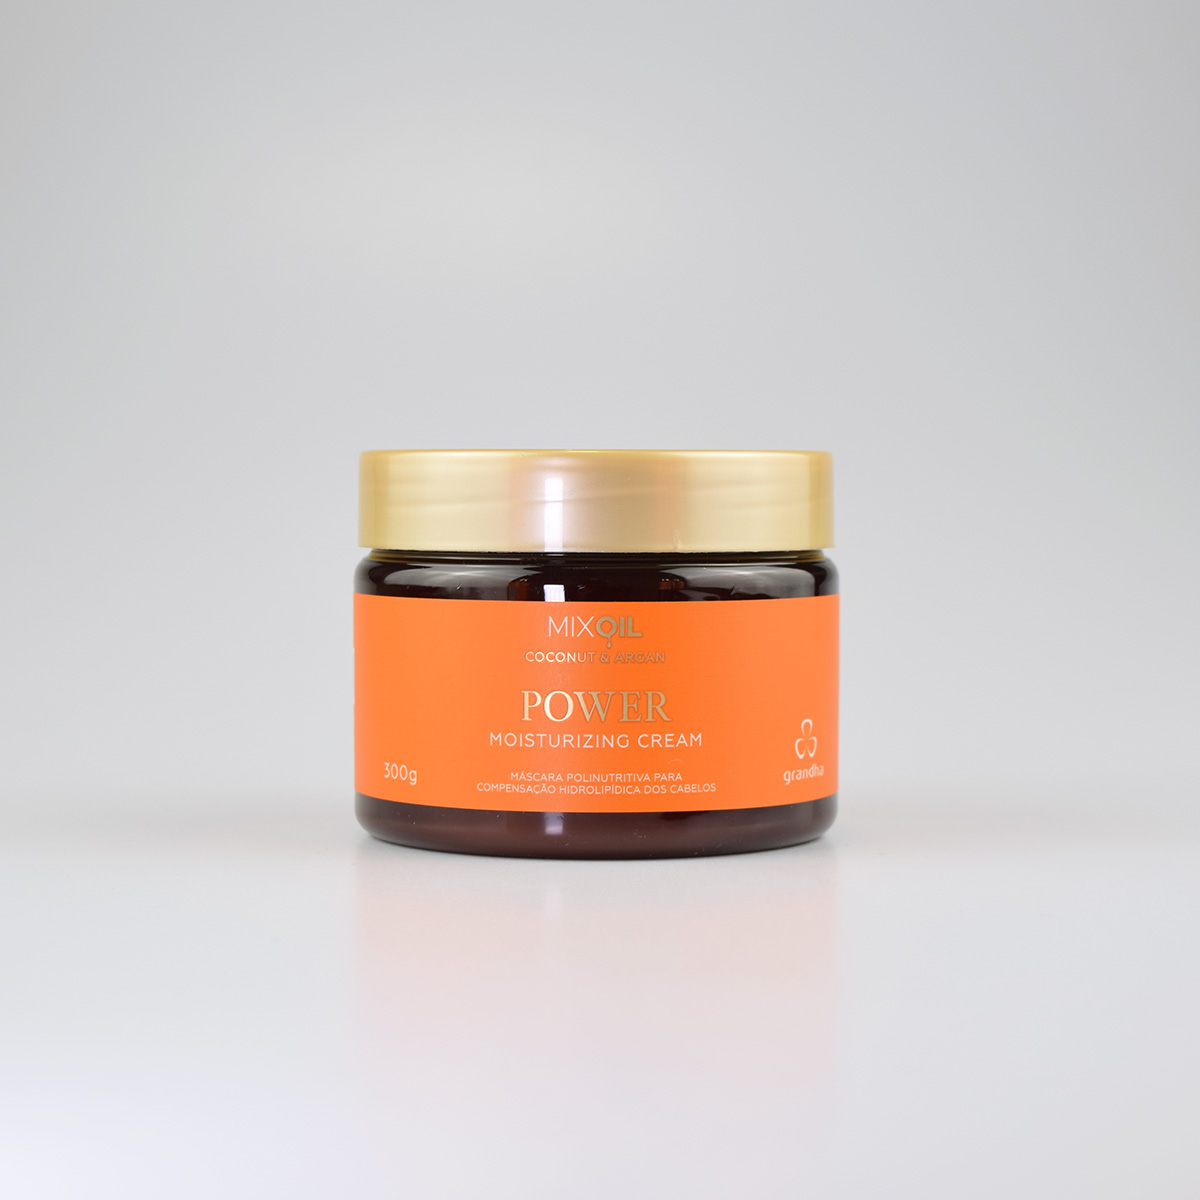 MIXOIL
COCONUT & ARGAN
POWER
MOISTURIZING CREAM
300g
MÁSCARA POLINUTRITIVA PARA
COMPENSAÇÃO HIDROLIPÍDICA DOS CABELOS
grandha